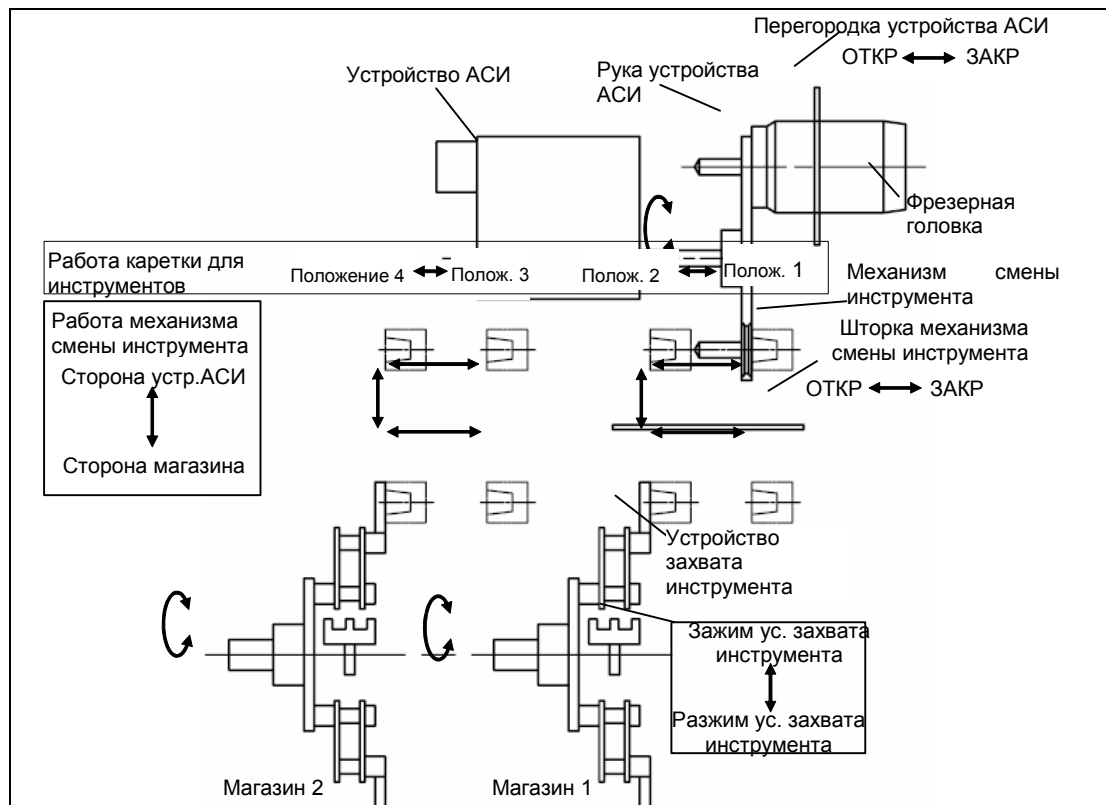 Перегородка устройства АСИ
ОТКР ЗАКР
Устройство АСИ
Рука устройства
АСИ
Фрезерная
головка
Работа каретки для
инструментов
Положение 4 Полож. 3 Полож. 2 Полож. 1
Механизм смены
инструмента
Работа механизма
смены инструмента
Сторона устр.АСИ
Сторона магазина
Шторка механизма
смены инструмента
ОТКР ЗАКР
Устройство
захвата
инструмента
Зажим ус. захвата
инструмента
Разжим ус. захвата
инструмента
Магазин 2 Магазин 1